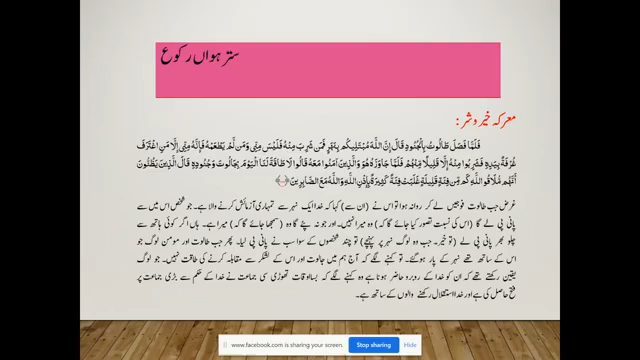 ستر ہواں رکوع
معرکہ خیر و شر :
فَلَمَّا فَصَلَ طَالُوتُ بِالْجُنُودِ قَالَ إِنَّ اللَّهَ مُبْتَلِيكُم بِنَهَرٍ فَمَن شَرِبَ مِنْهُ فَلَيْسَ مِنِّي وَمَن لَّمْ يَطْعَمْهُ فَإِنَّهُ مِنِّي إِلَّا مَنِ اغْتَرَفَ
غُرْفَةً بِيَدِهِ فَشَرِبُوا مِنْهُ إِلَّا قَلِيلًا مِّنْهُمْ فَلَمَّا جَاوَزَهُ هُوَ وَالَّذِينَ آمَنُوا مَعَهُ قَالُوا لَا طَاقَةَ لَنَا الْيَوْمَ بِجَالُوتَ وَجُنُودِهِ قَالَ الَّذِينَ يَظُنُّونَ
أَنَّهُم مُّلَاقُو اللَّهِ كَم مِّن فِئَةٍ قَلِيلَةٍ غَلَبَتْ فِئَةً كَثِيرَةً بِإِذْنِ اللَّهِ وَاللَّهُ مَعَ الصَّابِرِينَ
غرض جب طالوت فوجیں لے کر روانہ ہوا تو اس نے (ان سے) کہا کہ خدا ایک نہر سے تمہاری آزمائش کرنے والا ہے۔ جو شخص اس میں سے
پانی پی لے گا (اس کی نسبت تصور کیا جائے گا کہ) وہ میرا نہیں۔ اور جو نہ پئے گا وہ (سمجھا جائے گا کہ) میرا ہے۔ ہاں اگر کوئی ہاتھ سے
چلو بھر پانی پی لے (تو خیر۔ جب وہ لوگ نہر پر پہنچے) تو چند شخصوں کے سوا سب نے پانی پی لیا۔ پھر جب طالوت اور مومن لوگ جو
اس کے ساتھ تھے نہر کے پار ہوگئے۔ تو کہنے لگے کہ آج ہم میں جالوت اور اس کے لشکر سے مقابلہ کرنے کی طاقت نہیں۔ جو لوگ
یقین رکھتے تھے کہ ان کو خدا کے روبرو حاضر ہونا ہے وہ کہنے لگے کہ بسااوقات تھوڑی سی جماعت نے خدا کے حکم سے بڑی جماعت پر
فتح حاصل کی ہے اور خدا استقلال رکھنے والوں کے ساتھ ہے۔
www.facebook.com is sharing your screen. Stop sharing Hide